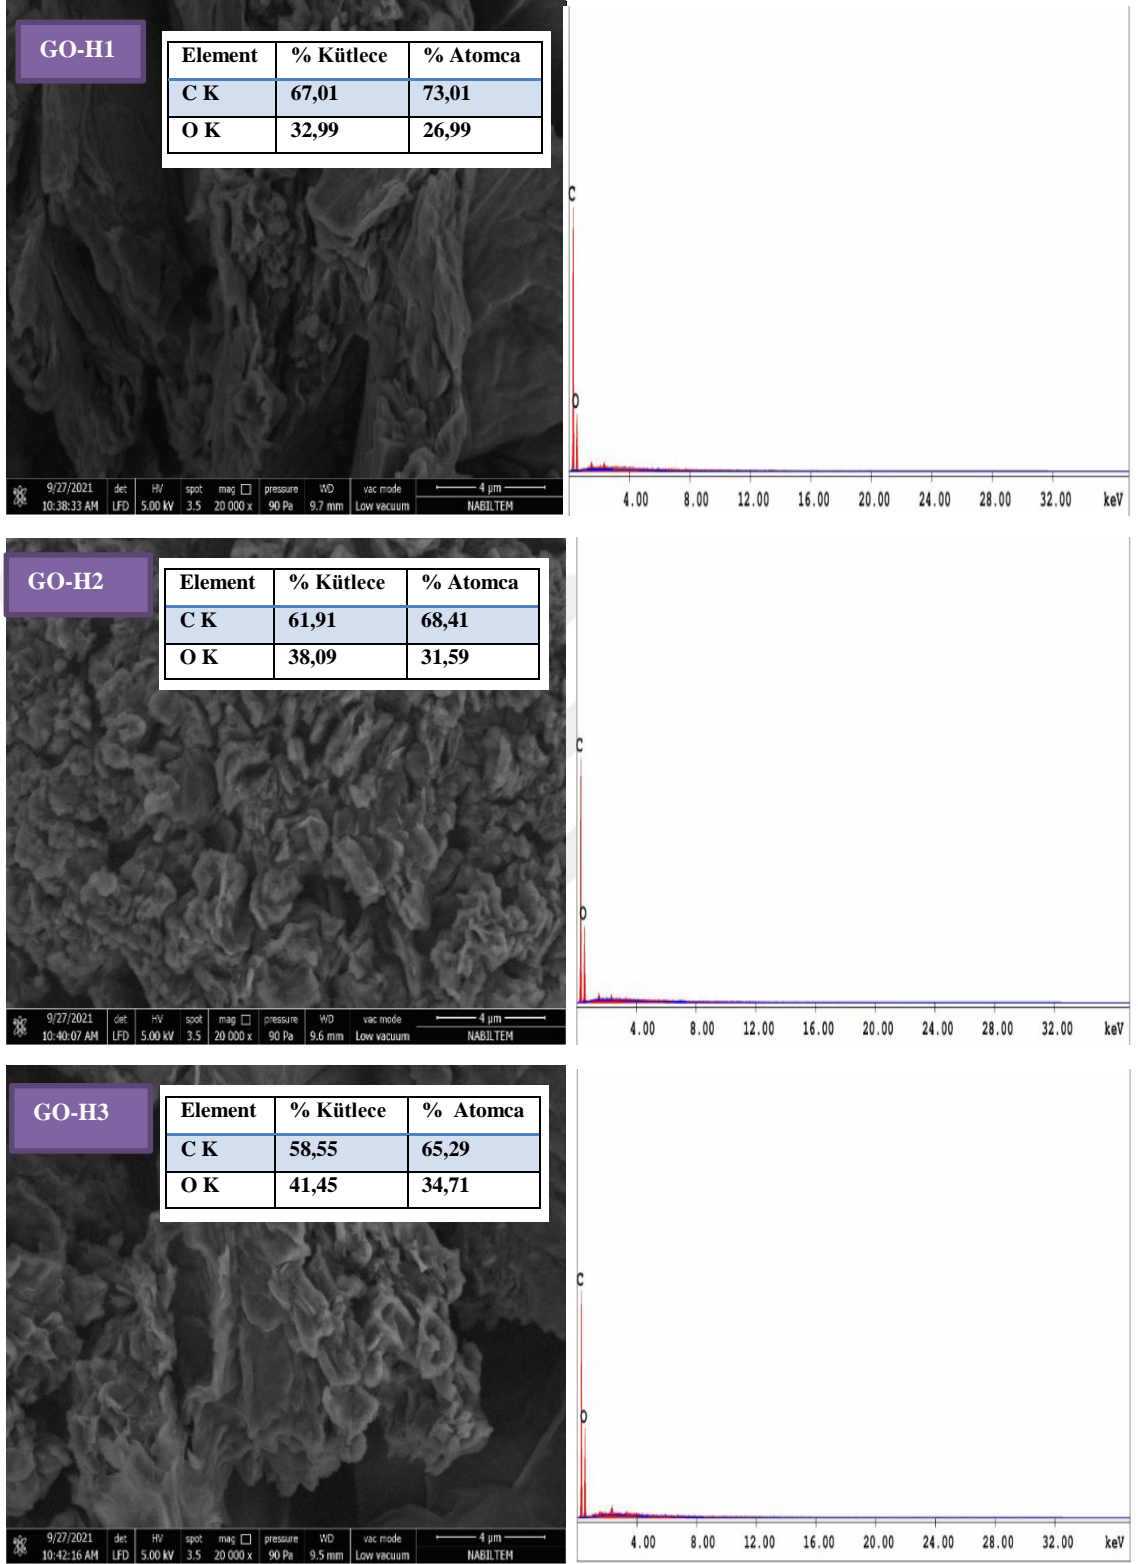 GO-H1
Element % Kütlece % Atomca
C K 67,01 73,01
O K 32,99 26,99
C
O
9/27/2021 det HV spot mag □ pressure WD vac mode 4 µm
10:38:33 AM LFD 5.00 kV 3.5 20 000 x 90 Pa 9.7 mm Low vacuum NABILTEM
4.00 8.00 12.00 16.00 20.00 24.00 28.00 32.00 keV
GO-H2
Element % Kütlece % Atomca
C K 61,91 68,41
O K 38,09 31,59
C
O
9/27/2021 det HV spot mag □ pressure WD vac mode 4 µm
10:40:07 AM LFD 5.00 kV 3.5 20 000 x 90 Pa 9.6 mm Low vacuum NABILTEM
4.00 8.00 12.00 16.00 20.00 24.00 28.00 32.00 keV
GO-H3
Element % Kütlece % Atomca
C K 58,55 65,29
O K 41,45 34,71
C
O
9/27/2021 det HV spot mag □ pressure WD vac mode 4 µm
10:42:16 AM LFD 5.00 kV 3.5 20 000 x 90 Pa 9.5 mm Low vacuum NABILTEM
4.00 8.00 12.00 16.00 20.00 24.00 28.00 32.00 keV